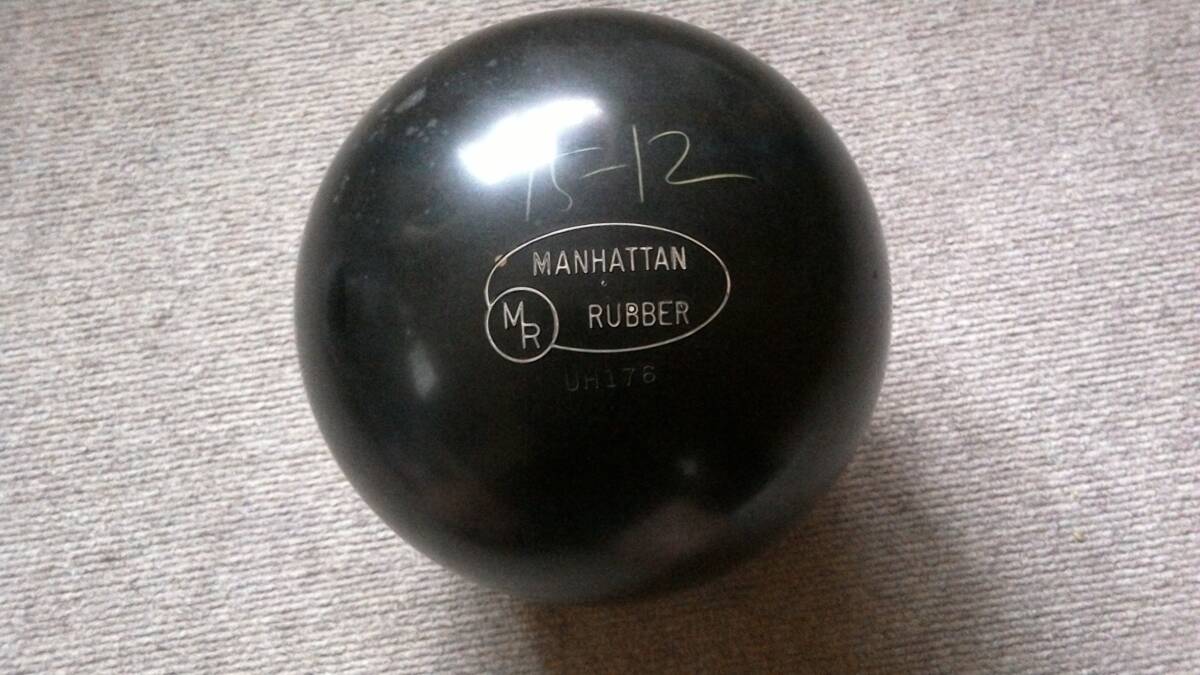 15-12
MANHATTAN
MR RUBBER
UH176